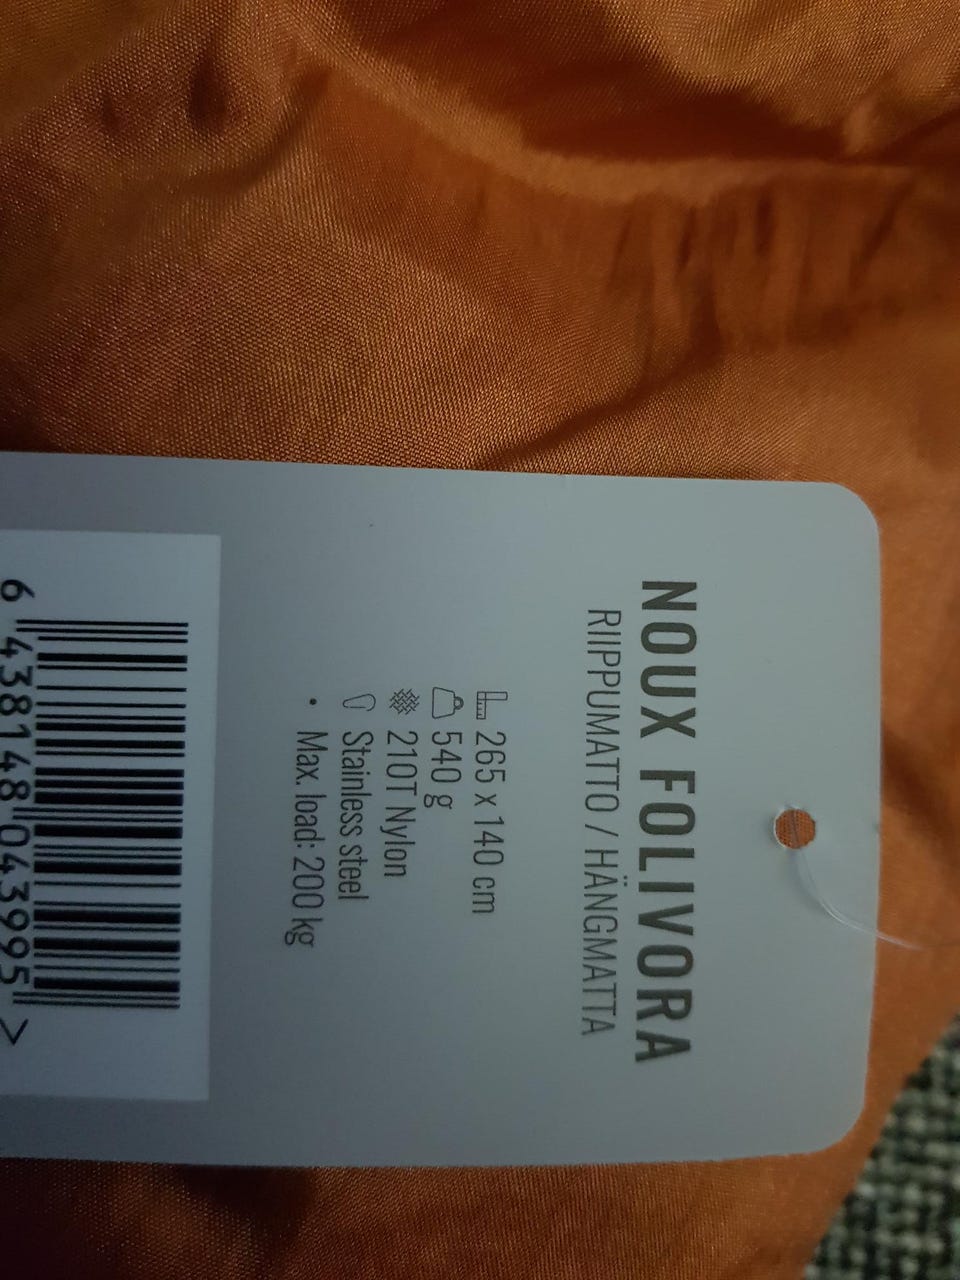 NOUX FOLIVORA
RIIPPUMATTO / HÄNGMATTA
265 x 140 cm
540 g
210T Nylon
Stainless steel
• Max. load: 200 kg
6 438148 043995 >